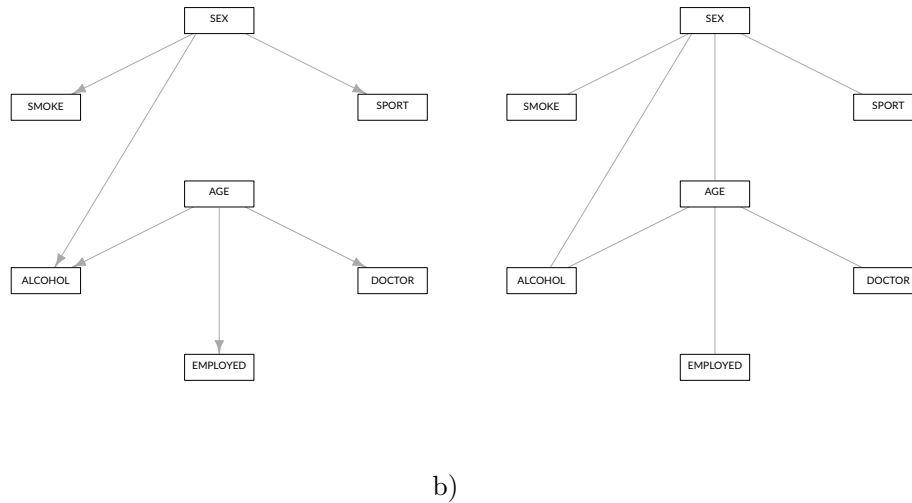 SEX
SEX
SMOKE
SPORT
SMOKE
SPORT
AGE
AGE
ALCOHOL
DOCTOR
ALCOHOL
DOCTOR
EMPLOYED
EMPLOYED
b)